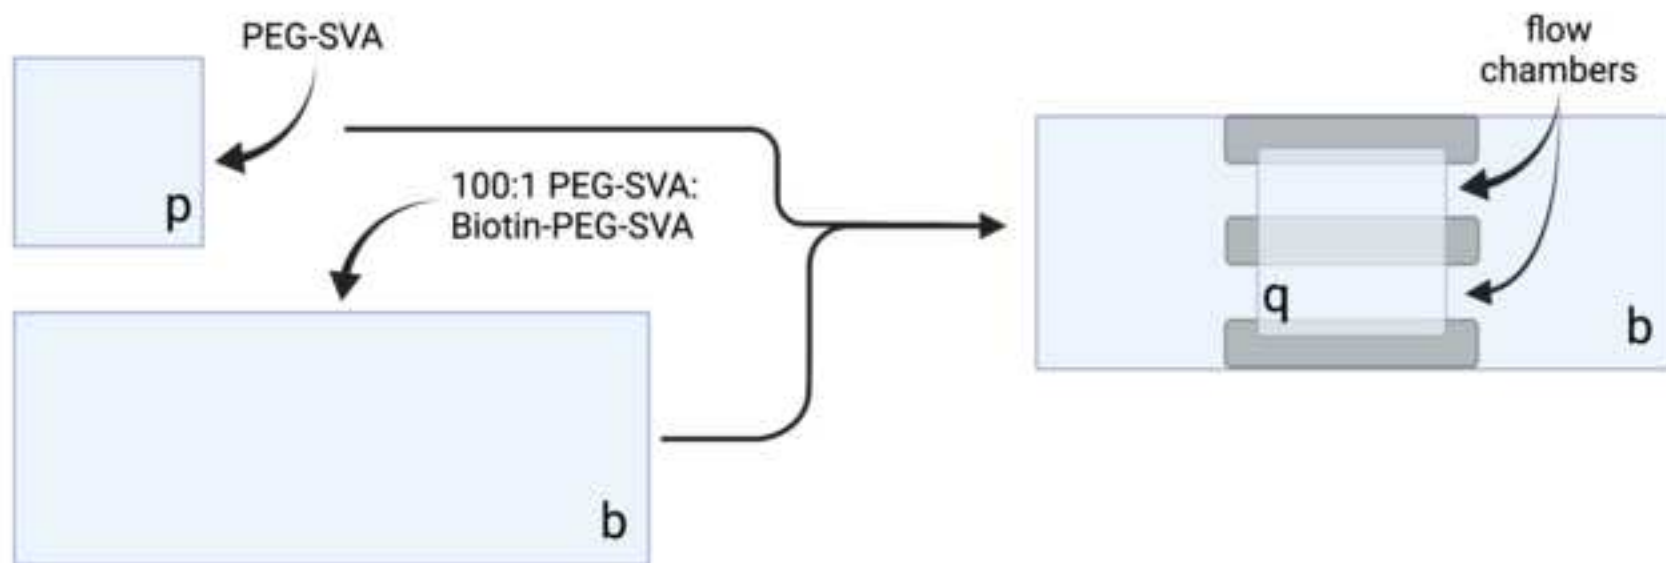 PEG-SVA
p
100:1 PEG-SVA:
Biotin-PEG-SVA
b
flow
chambers
q
b